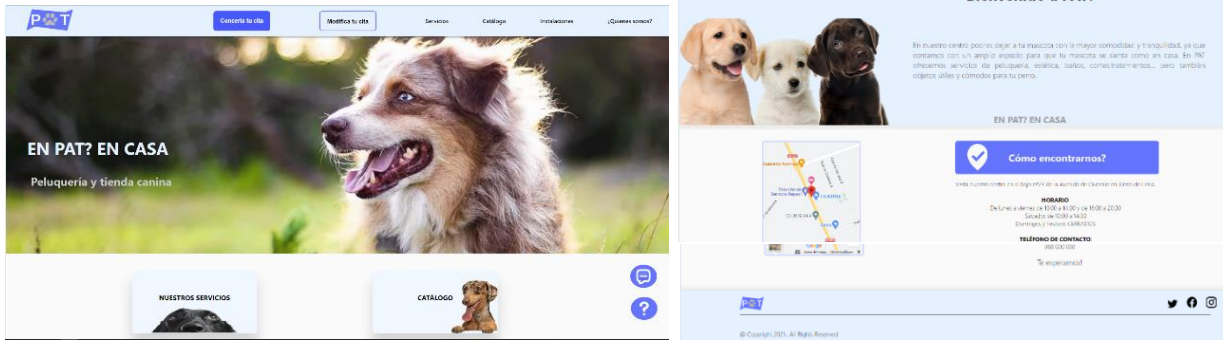 PAT
Concerta tu cita
Modifica tu cita
Servicios
Catálogo
Instalaciones
¿Quienes somos?
EN PAT? EN CASA
Peluquería y tienda canina
NUESTROS SERVICIOS
CATÁLOGO
En nuestro centro podrás dejar a tu mascota con la mayor comodidad y tranquilidad, ya que
contamos con un amplio espacio para que tu mascota se sienta como en casa. En PAT
ofrecemos servicios de peluquería, estética, baños, cortes,tratamientos... pero también
objetos útiles y cómodos para tu perro.
EN PAT? EN CASA
Cómo encontrarnos?
HORARIO
De lunes a viernes de 10:00 a 14:00 y de 16:00 a 20:30
Sábados de 10:00 a 14:00
Domingos y festivos CERRADOS
TELÉFONO DE CONTACTO:
Te esperamos!
Google
PAT
© Copyright 2021. All Rights Reserved